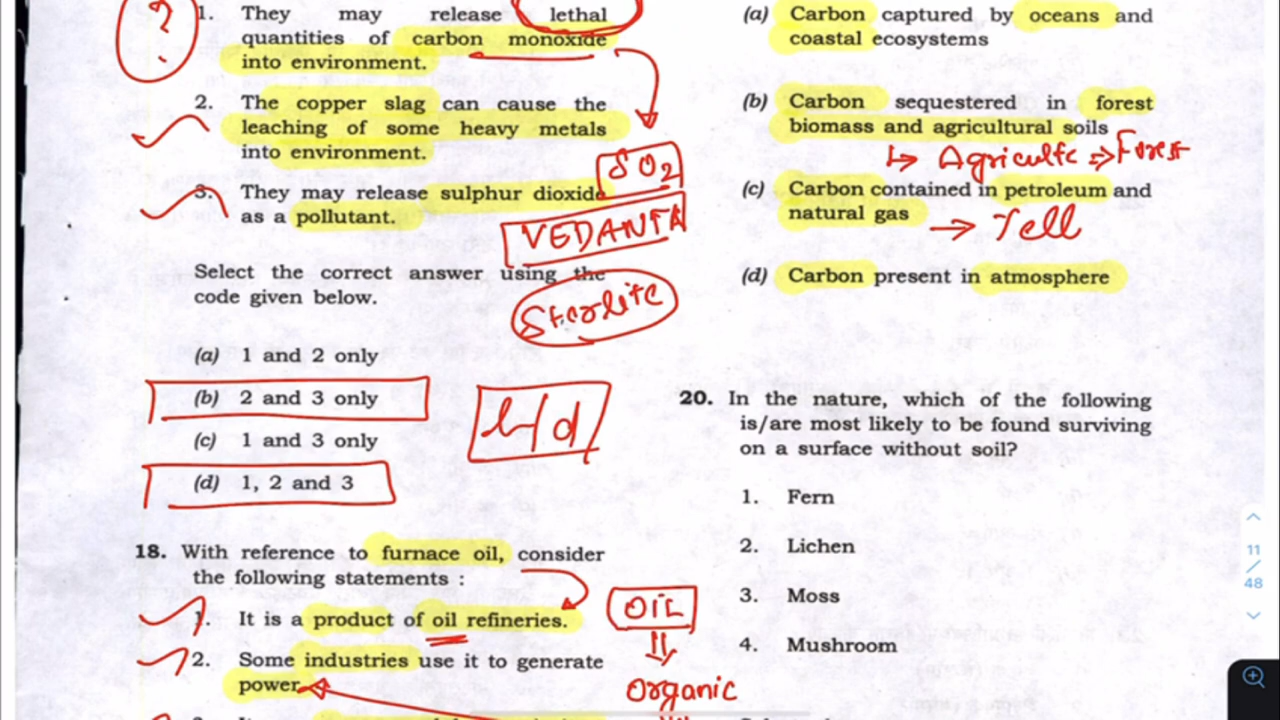 ?
1. They may release lethal
quantities of carbon monoxide
into environment.
2. The copper slag can cause the
leaching of some heavy metals
into environment.
3. They may release sulphur dioxide
as a pollutant.
SO2
VEDANTA
Sterlite
Select the correct answer using the
code given below.
(a) 1 and 2 only
(b) 2 and 3 only
(c) 1 and 3 only
(d) 1, 2 and 3
b/d
18. With reference to furnace oil, consider
the following statements :
1. It is a product of oil refineries.
2. Some industries use it to generate
power.
OIL
organic
(a) Carbon captured by oceans and
coastal ecosystems
(b) Carbon sequestered in forest
biomass and agricultural soils
↳ Agricultc ⇒ Forest
(c) Carbon contained in petroleum and
natural gas → Tell
(d) Carbon present in atmosphere
20. In the nature, which of the following
is/are most likely to be found surviving
on a surface without soil?
1. Fern
2. Lichen
3. Moss
4. Mushroom
11
/
48